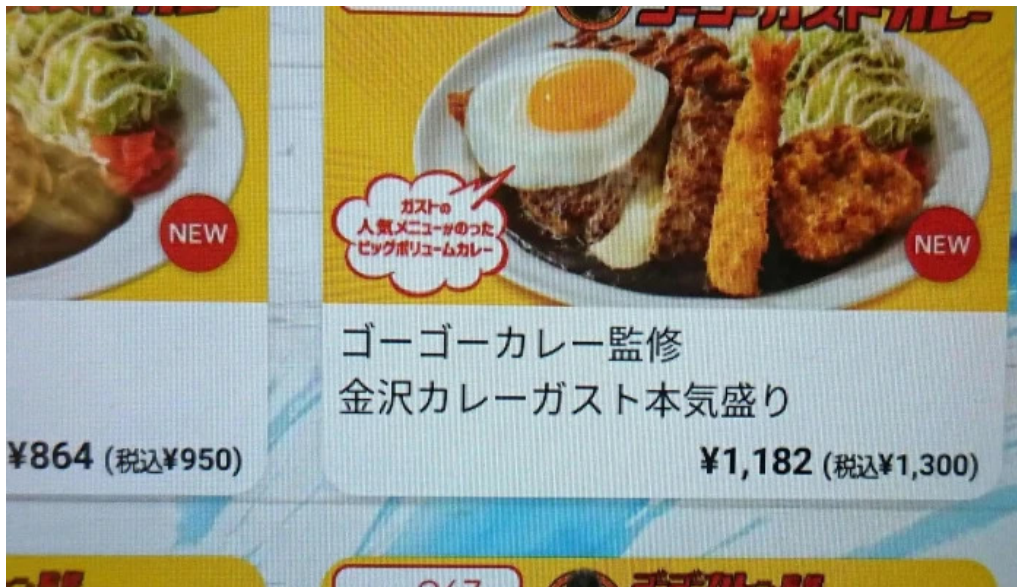 ゴーゴーガストカレー
ガストの
人気メニューがのった
ビッグボリュームカレー
NEW
NEW
ゴーゴーカレー監修
金沢カレーガスト本気盛り
¥864 (税込¥950)
¥1,182 (税込¥1,300)